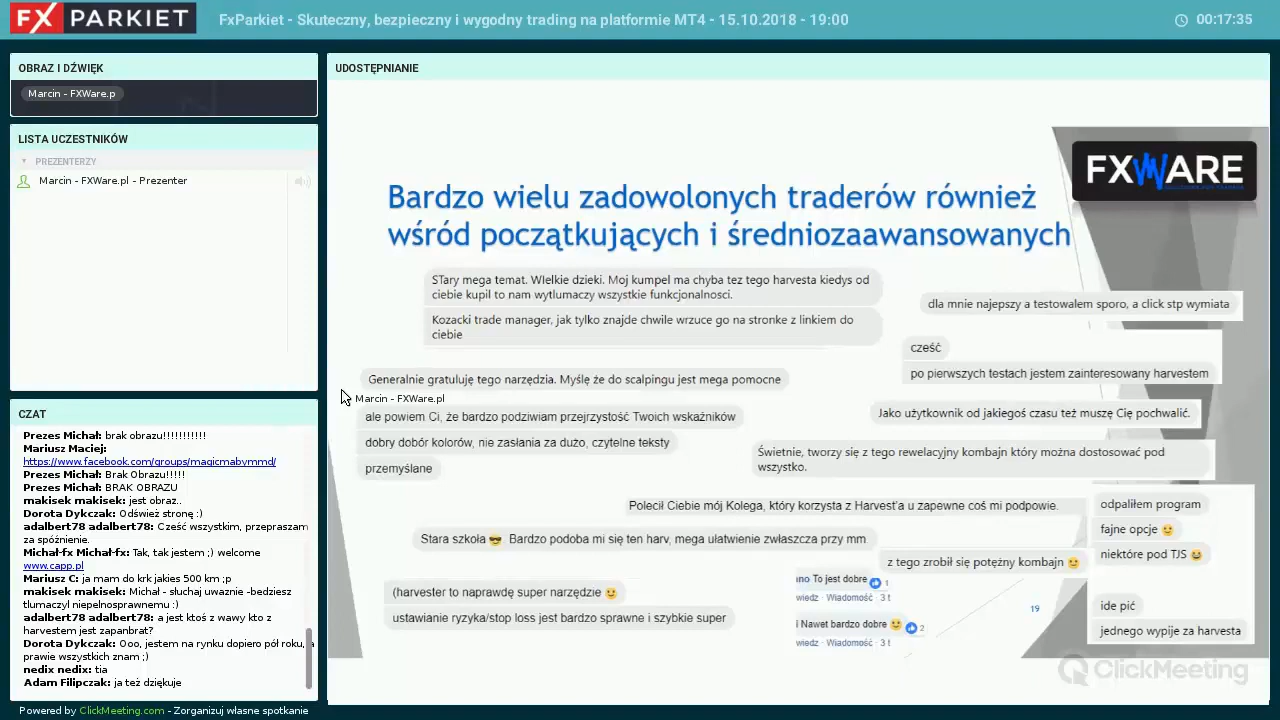 FX PARKIET
FxParkiet - Skuteczny, bezpieczny i wygodny trading na platformie MT4 - 15.10.2018 - 19:00
00:17:35
OBRAZ I DŹWIĘK
Marcin - FXWare.p
LISTA UCZESTNIKÓW
PREZENTERZY
Marcin - FXWare.pl - Prezenter
CZAT
Prezes Michał: brak obrazu!!!!!!!!!!!
Mariusz Maciej:
https://www.facebook.com/groups/magicmabymmd/
Prezes Michał: Brak Obrazu!!!!!
Prezes Michał: BRAK OBRAZU
makisek makisek: jest obraz..
Dorota Dykczak: Odśwież stronę :)
adalbert78 adalbert78: Cześć wszystkim, przepraszam
za spóźnienie.
Michał-fx Michał-fx: Tak, tak jestem ;) welcome
www.capp.pl
Mariusz C: ja mam do krk jakies 500 km ;p
makisek makisek: Michał - słuchaj uważnie -bedziesz
tłumaczyl niepelnosprawnemu :)
adalbert78 adalbert78: a jest ktoś z wawy kto z
harvestem jest zapanbrat?
Dorota Dykczak: Ooo, jestem na rynku dopiero pół roku, a
prawie wszystkich znam ;)
nedix nedix: tia
Adam Filipczak: ja też dziękuje
Powered by ClickMeeting.com - Zorganizuj własne spotkanie
UDOSTĘPNIANIE
FXWARE
Bardzo wielu zadowolonych traderów również
wśród początkujących i średniozaawansowanych
STary mega temat. WIelkie dzieki. Moj kumpel ma chyba tez tego harvesta kiedys od
ciebie kupil to nam wytlumaczy wszystkie funkcjonalnosci.
Kozacki trade manager, jak tylko znajde chwile wrzuce go na stronke z linkiem do
ciebie
dla mnie najepszy a testowalem sporo, a click stp wymiata
cześć
po pierwszych testach jestem zainteresowany harvestem
Generalnie gratuluję tego narzędzia. Myślę że do scalpingu jest mega pomocne
Marcin - FXWare.pl
ale powiem Ci, że bardzo podziwiam przejrzystość Twoich wskaźników
dobry dobór kolorów, nie zasłania za dużo, czytelne teksty
przemyślane
Jako użytkownik od jakiegoś czasu też muszę Cię pochwalić.
Świetnie, tworzy się z tego rewelacyjny kombajn który można dostosować pod
wszystko.
Polecił Ciebie mój Kolega, który korzysta z Harvest'a u zapewne coś mi podpowie.
odpaliłem program
fajne opcje 😉
niektóre pod TJS 😂
Stara szkoła 😎 Bardzo podoba mi się ten harv, mega ułatwienie zwłaszcza przy mm
z tego zrobił się potężny kombajn 😉
(harvester to naprawdę super narzędzie 😉
ustawianie ryzyka/stop loss jest bardzo sprawne i szybkie super
ino To jest dobre 1
wiedz · Wiadomość · 3 t
i Nawet bardzo dobre 😉 2
wiedz · Wiadomość · 3 t
19
ide pić
jednego wypije za harvesta
ClickMeeting